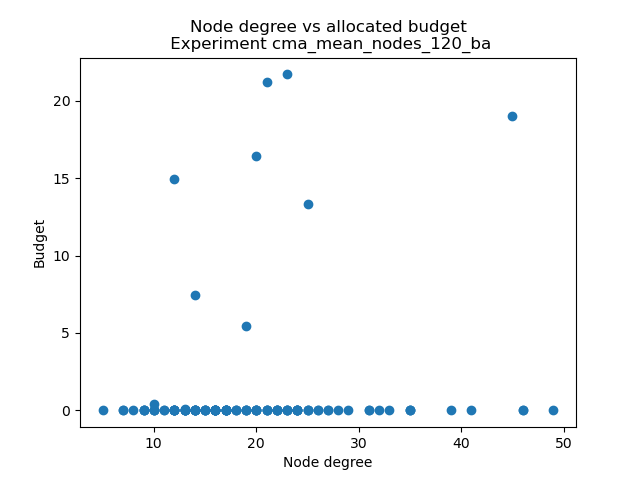 Node degree vs allocated budget
Experiment cma_mean_nodes_120_ba
20
15
10
5
0
Budget
10 20 30 40 50
Node degree